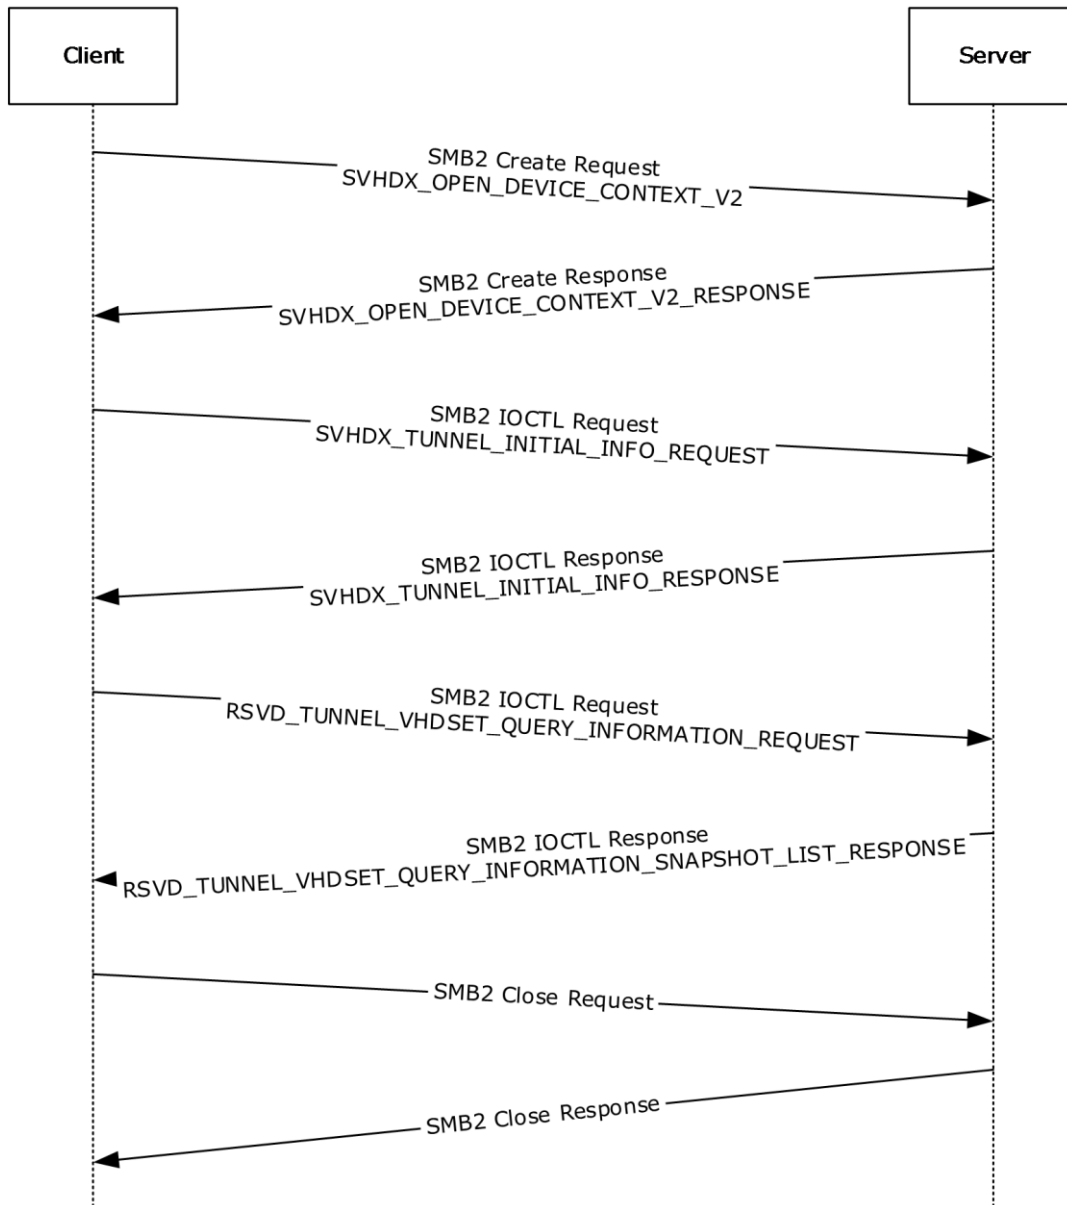 Client
Server
SMB2 Create Request
SVHDX_OPEN_DEVICE_CONTEXT_V2
SMB2 Create Response
SVHDX_OPEN_DEVICE_CONTEXT_V2_RESPONSE
SMB2 IOCTL Request
SVHDX_TUNNEL_INITIAL_INFO_REQUEST
SMB2 IOCTL Response
SVHDX_TUNNEL_INITIAL_INFO_RESPONSE
SMB2 IOCTL Request
RSVD_TUNNEL_VHDSET_QUERY_INFORMATION_REQUEST
SMB2 IOCTL Response
RSVD_TUNNEL_VHDSET_QUERY_INFORMATION_SNAPSHOT_LIST_RESPONSE
SMB2 Close Request
SMB2 Close Response